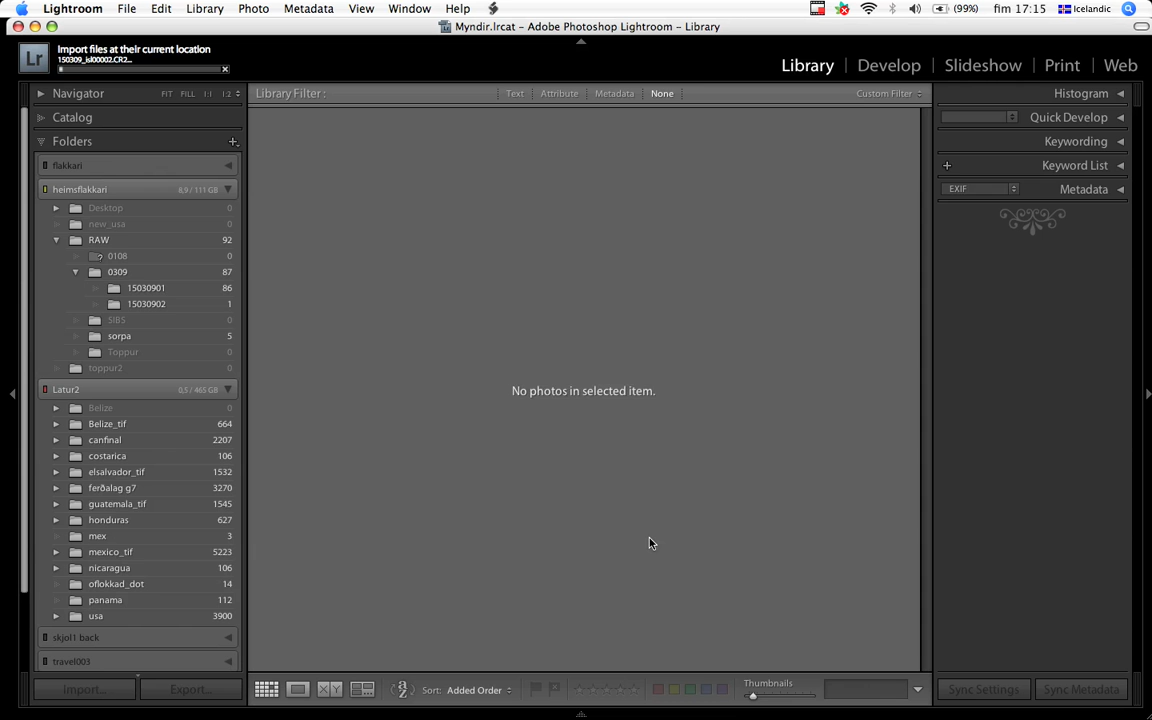 Lightroom File Edit Library Photo Metadata View Window Help (99%) fim 17:15 Icelandic
Myndir.lrcat – Adobe Photoshop Lightroom – Library
Lr
Import files at their current location
150309_isl00002.CR2...
Library Develop Slideshow Print Web
Navigator FIT FILL 1:1 1:2
Catalog
Folders
flakkari
heimsflakkari 8,9 / 111 GB
Desktop 0
new_usa 0
RAW 92
0108 0
0309 87
15030901 86
15030902 1
SIBS 0
sorpa 5
Toppur 0
toppur2 0
Latur2 0,5 / 465 GB
Belize 0
Belize_tif 664
canfinal 2207
costarica 106
elsalvador_tif 1532
ferðalag g7 3270
guatemala_tif 1545
honduras 627
mex 3
mexico_tif 5223
nicaragua 106
oflokkad_dot 14
panama 112
usa 3900
skjol1 back
travel003
Import... Export...
Library Filter : Text Attribute Metadata None Custom Filter
No photos in selected item.
Sort: Added Order Thumbnails
Histogram
Quick Develop
Keywording
Keyword List
EXIF Metadata
Sync Settings Sync Metadata